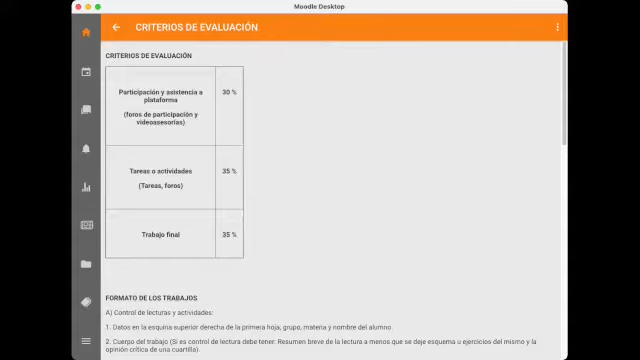 Moodle Desktop
CRITERIOS DE EVALUACIÓN
CRITERIOS DE EVALUACIÓN
Participación y asistencia a
plataforma
30 %
(foros de participación y
videoasesorías)
Tareas o actividades
35 %
(Tareas, foros)
Trabajo final
35 %
FORMATO DE LOS TRABAJOS
A) Control de lecturas y actividades:
1. Datos en la esquina superior derecha de la primera hoja, grupo, materia y nombre del alumno.
2. Cuerpo del trabajo (Si es control de lectura debe tener: Resumen breve de la lectura a menos que se deje esquema u ejercicios del mismo y la
opinión crítica de una cuartilla).